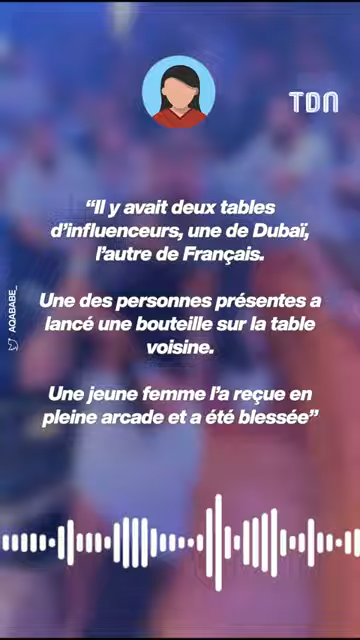 TDN
“Il y avait deux tables
d’influenceurs, une de Dubaï,
l’autre de Français.
Une des personnes présentes a
lancé une bouteille sur la table
voisine.
Une jeune femme l’a reçue en
pleine arcade et a été blessée”
AQABABE_